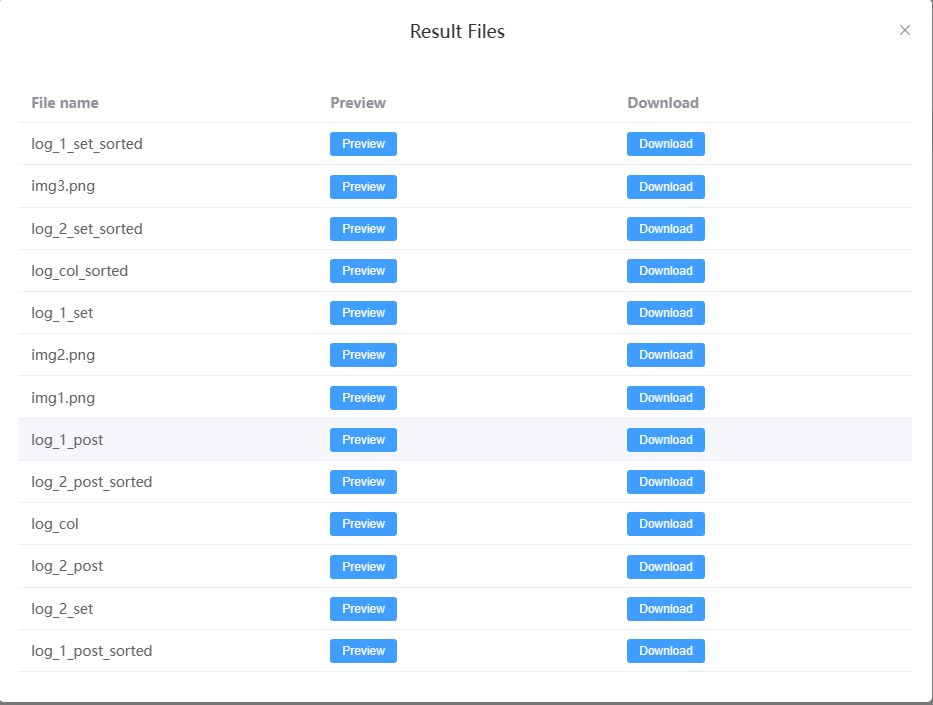 Result Files
File name Preview Download
log_1_set_sorted Preview Download
img3.png Preview Download
log_2_set_sorted Preview Download
log_col_sorted Preview Download
log_1_set Preview Download
img2.png Preview Download
img1.png Preview Download
log_1_post Preview Download
log_2_post_sorted Preview Download
log_col Preview Download
log_2_post Preview Download
log_2_set Preview Download
log_1_post_sorted Preview Download